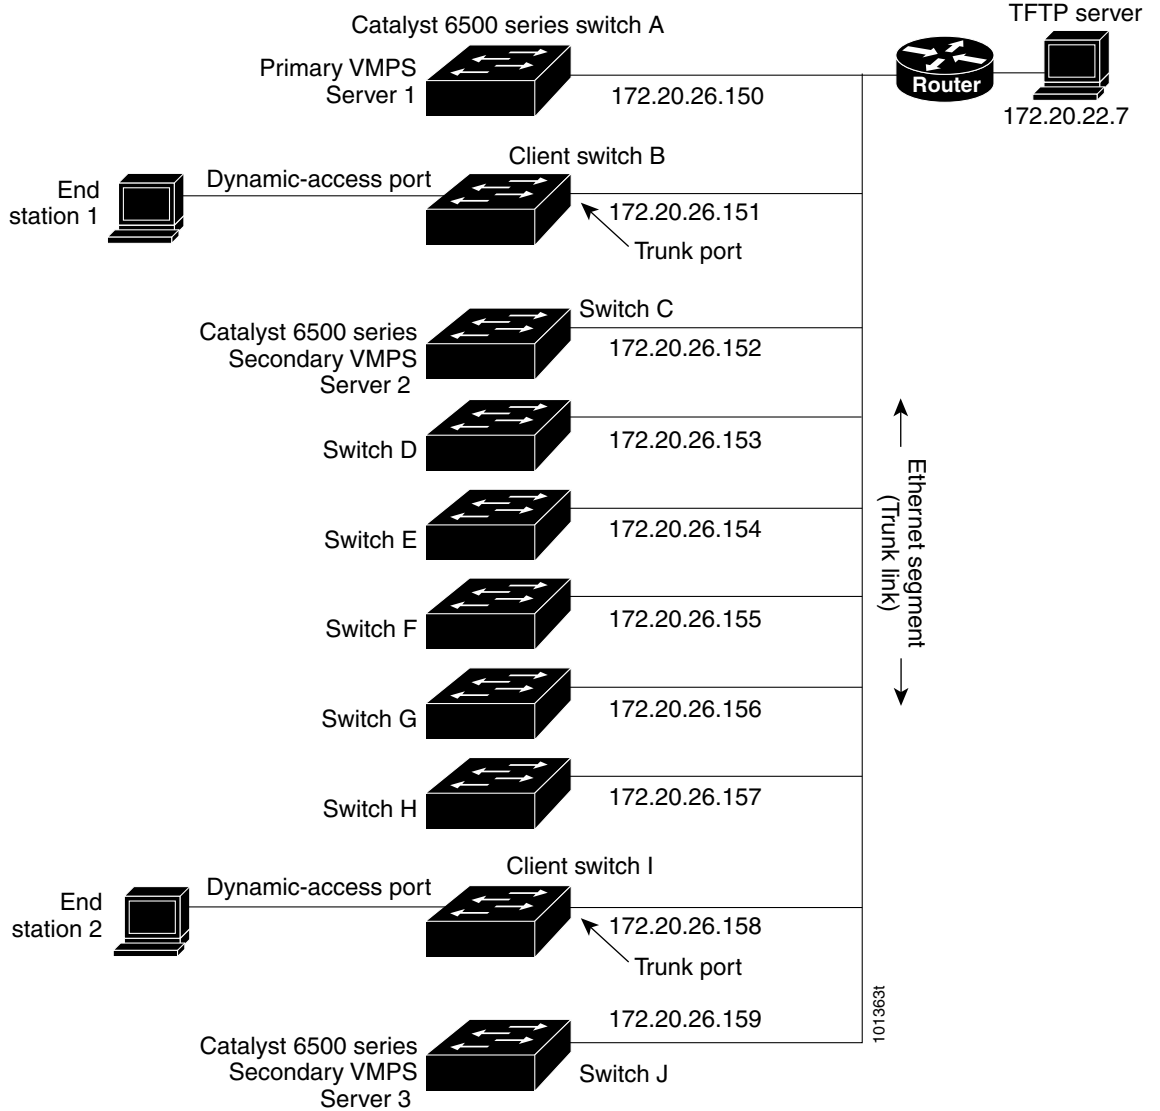 TFTP server
Catalyst 6500 series switch A
Primary VMPS
Server 1
172.20.26.150
Router
172.20.22.7
Client switch B
Dynamic-access port
End
station 1
172.20.26.151
Trunk port
Switch C
Catalyst 6500 series
Secondary VMPS
Server 2
172.20.26.152
Switch D
172.20.26.153
Ethernet segment
(Trunk link)
Switch E
172.20.26.154
Switch F
172.20.26.155
Switch G
172.20.26.156
Switch H
172.20.26.157
Client switch I
Dynamic-access port
End
station 2
172.20.26.158
Trunk port
101363t
172.20.26.159
Catalyst 6500 series
Secondary VMPS
Server 3
Switch J